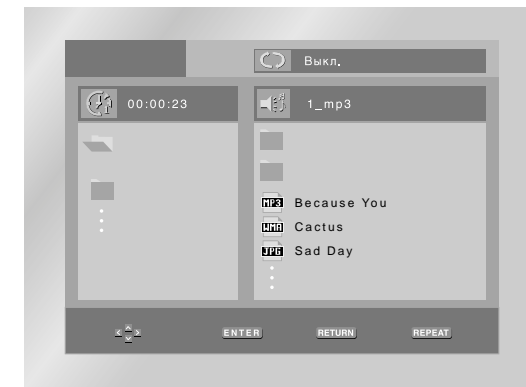 Выкл.
00:00:23
1_mp3
MP3 Because You
WMA Cactus
JPG Sad Day
ENTER RETURN REPEAT